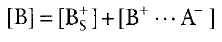 [B] = [B_S^+] + [B^+ ⋯ A^- ]